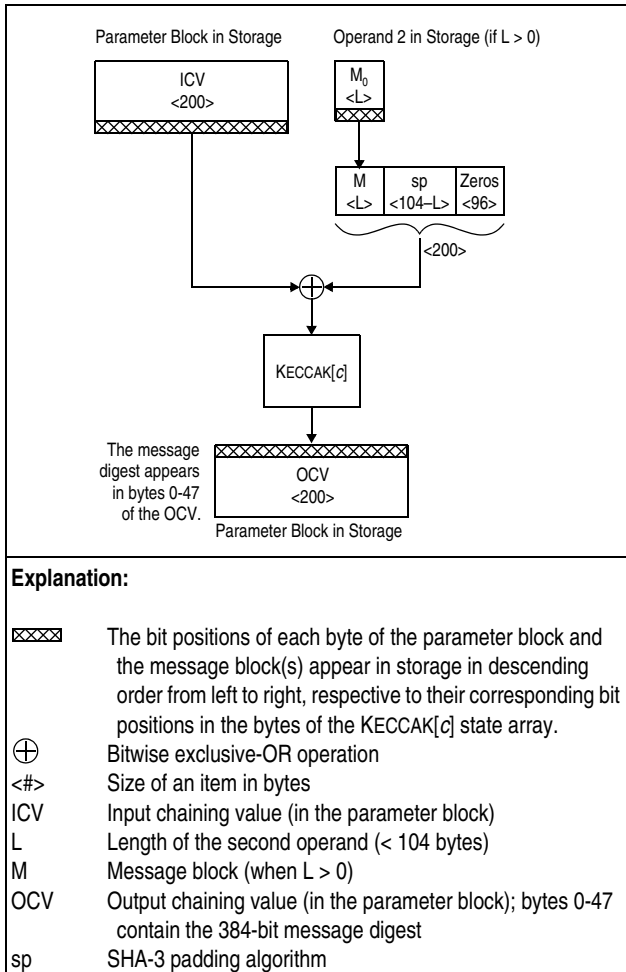 Parameter Block in Storage
Operand 2 in Storage (if L > 0)
ICV
<200>
M0
<L>
M
<L>
sp
<104–L>
Zeros
<96>
<200>
KECCAK[c]
The message
digest appears
in bytes 0-47
of the OCV.
OCV
<200>
Parameter Block in Storage
Explanation:
The bit positions of each byte of the parameter block and
the message block(s) appear in storage in descending
order from left to right, respective to their corresponding bit
positions in the bytes of the KECCAK[c] state array.
Bitwise exclusive-OR operation
<#> Size of an item in bytes
ICV Input chaining value (in the parameter block)
L Length of the second operand (< 104 bytes)
M Message block (when L > 0)
OCV Output chaining value (in the parameter block); bytes 0-47
contain the 384-bit message digest
sp SHA-3 padding algorithm